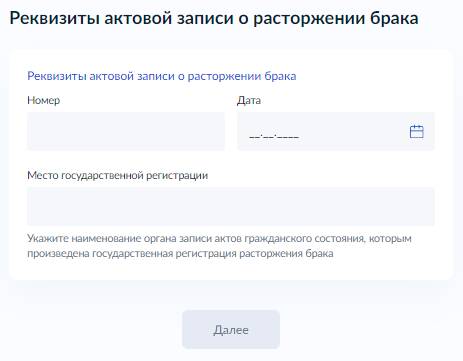 Реквизиты актовой записи о расторжении брака
Реквизиты актовой записи о расторжении брака
Номер Дата
__.__.____
Место государственной регистрации
Укажите наименование органа записи актов гражданского состояния, которым
произведена государственная регистрация расторжения брака
Далее